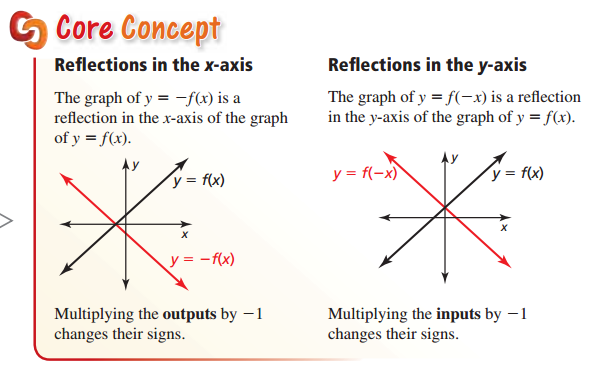 Core Concept
Reflections in the x-axis
The graph of y = −f(x) is a
reflection in the x-axis of the graph
of y = f(x).
y
y = f(x)
x
y = −f(x)
Multiplying the outputs by −1
changes their signs.
Reflections in the y-axis
The graph of y = f(−x) is a reflection
in the y-axis of the graph of y = f(x).
y
y = f(−x)
y = f(x)
x
Multiplying the inputs by −1
changes their signs.